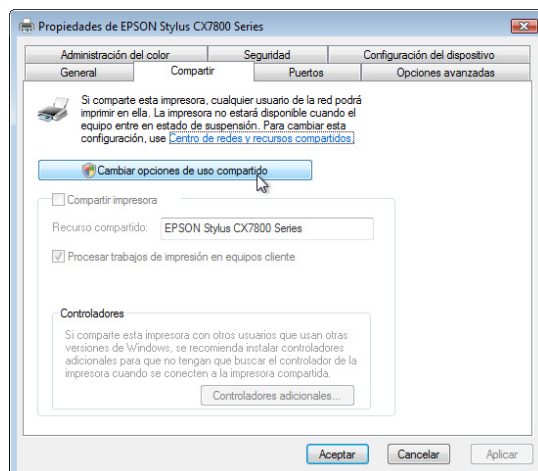 Propiedades de EPSON Stylus CX7800 Series
Administración del color
Seguridad
Configuración del dispositivo
General
Compartir
Puertos
Opciones avanzadas
Si comparte esta impresora, cualquier usuario de la red podrá
imprimir en ella. La impresora no estará disponible cuando el
equipo entre en estado de suspensión. Para cambiar esta
configuración, use Centro de redes y recursos compartidos.
Cambiar opciones de uso compartido
Compartir impresora
Recurso compartido:
EPSON Stylus CX7800 Series
Procesar trabajos de impresión en equipos cliente
Controladores
Si comparte esta impresora con otros usuarios que usan otras
versiones de Windows, se recomienda instalar controladores
adicionales para que no tengan que buscar el controlador de la
impresora cuando se conecten a la impresora compartida.
Controladores adicionales...
Aceptar
Cancelar
Aplicar